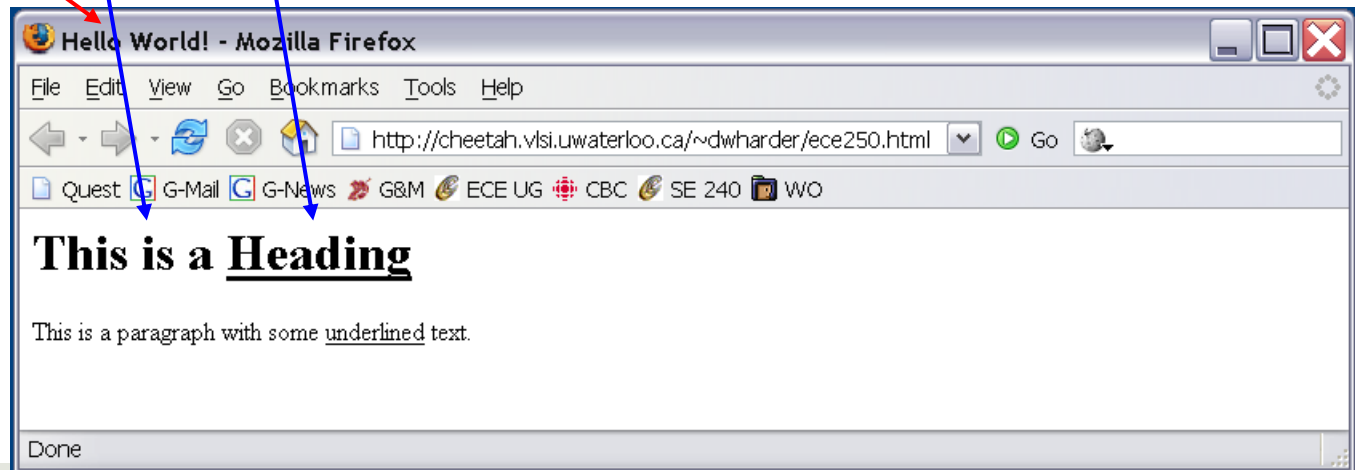 Hello World! - Mozilla Firefox
File Edit View Go Bookmarks Tools Help
http://cheetah.vlsi.uwaterloo.ca/~dwharder/ece250.html Go
Quest G-Mail G-News G&M ECE UG CBC SE 240 WO
This is a Heading
This is a paragraph with some underlined text.
Done